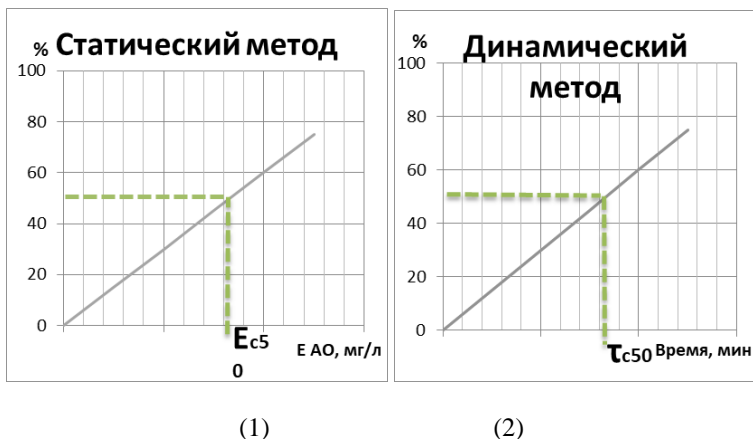 % Статический метод
100
80
60
40
20
0
Ec5
0
E АО, мг/л
% Динамический
метод
100
80
60
40
20
0
τc50
Время, мин
(1) (2)